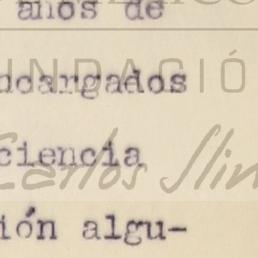 años de
ncargados
ciencia
ión algu-
FUNDACIÓ
Carlos Slim